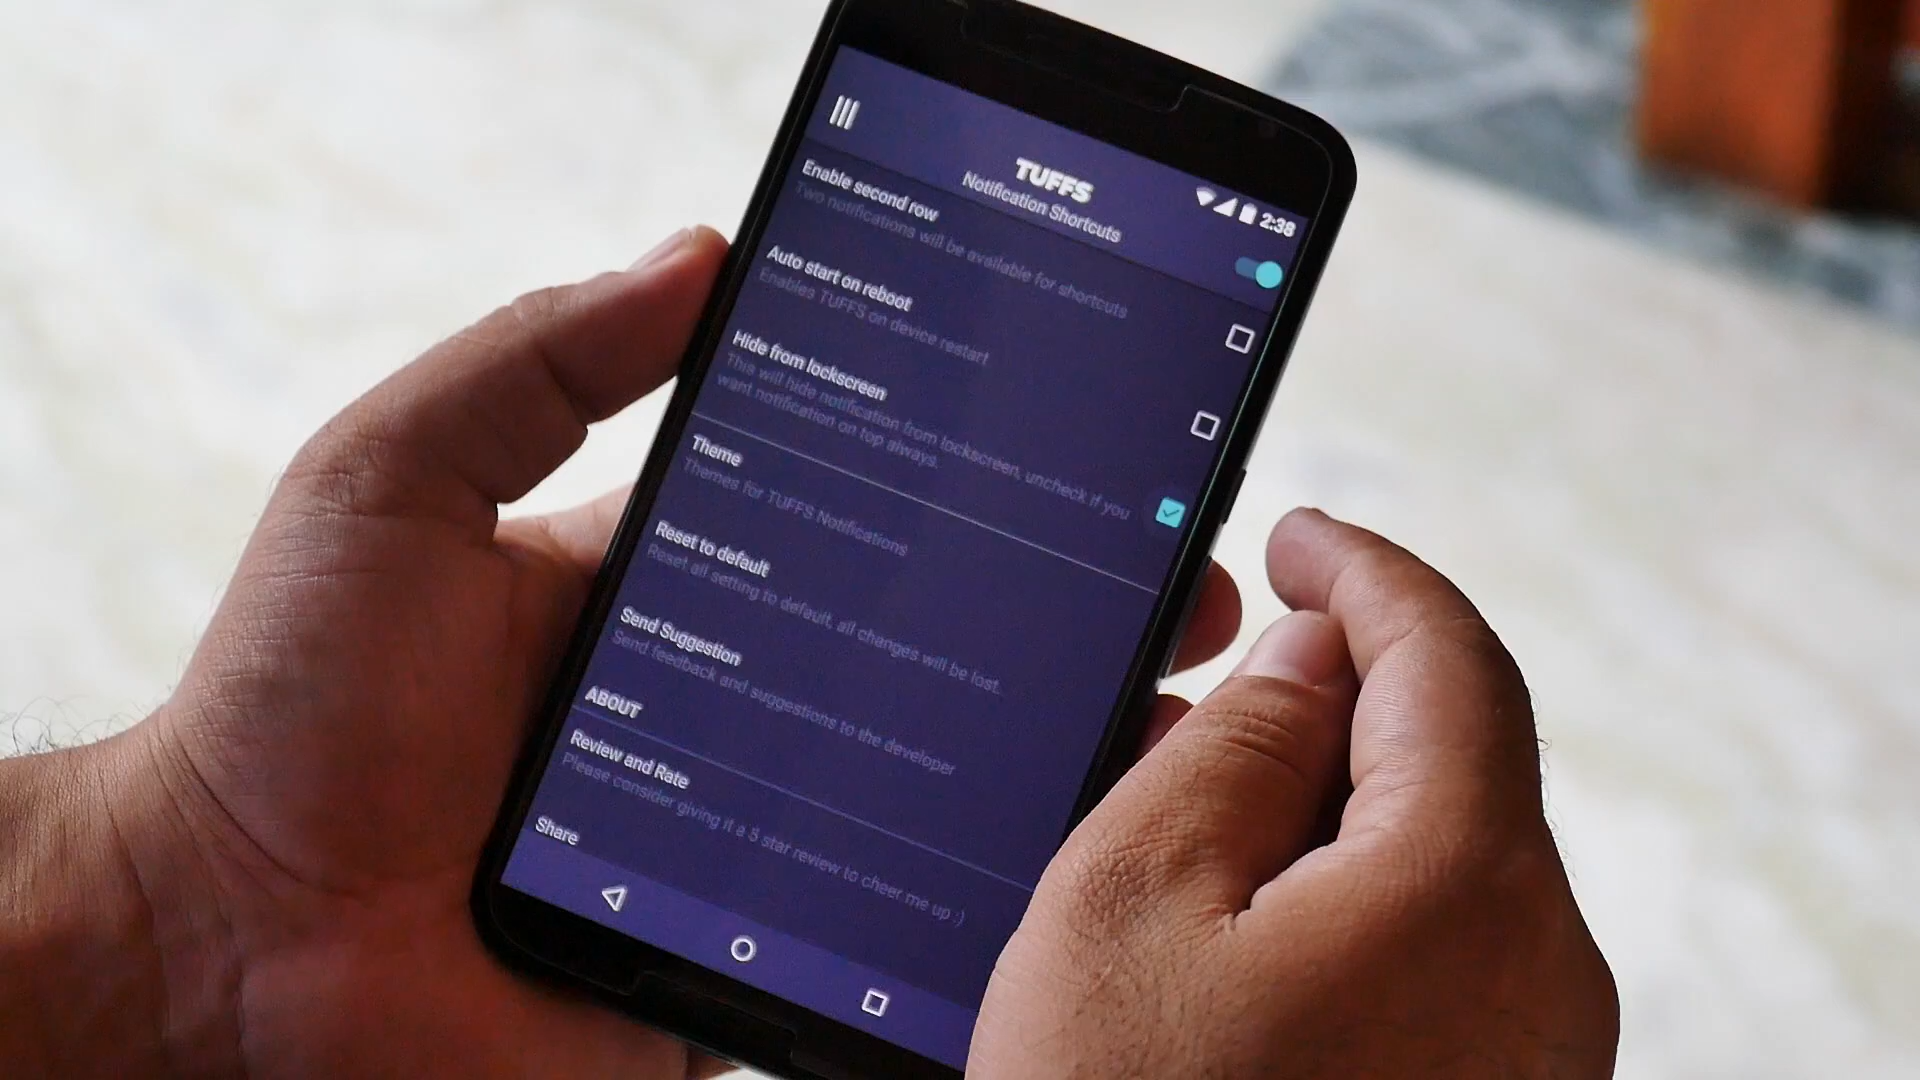 TUFFS
Notification Shortcuts
2:38
Enable second row
Two notifications will be available for shortcuts
Auto start on reboot
Enables TUFFS on device restart
Hide from lockscreen
This will hide notification from lockscreen, uncheck if you
want notification on top always.
Theme
Themes for TUFFS Notifications
Reset to default
Reset all setting to default, all changes will be lost.
Send Suggestion
Send feedback and suggestions to the developer
ABOUT
Review and Rate
Please consider giving it a 5 star review to cheer me up :)
Share